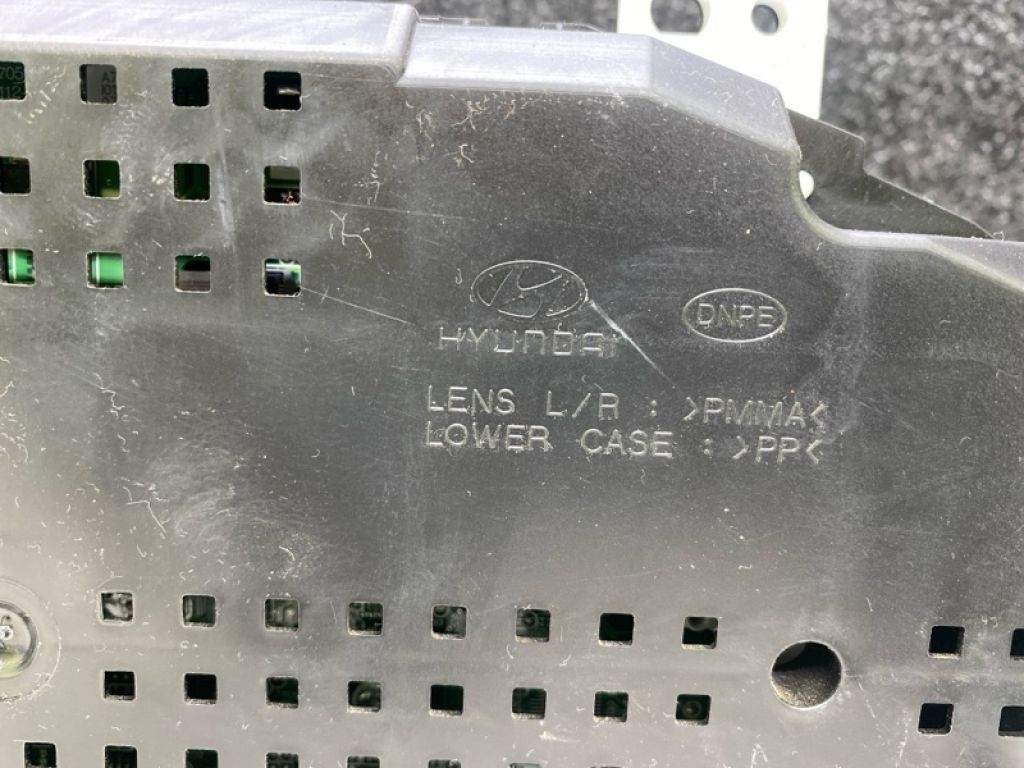 HYUNDAI
DNPE
LENS L/R : >PMMA<
LOWER CASE : >PP<